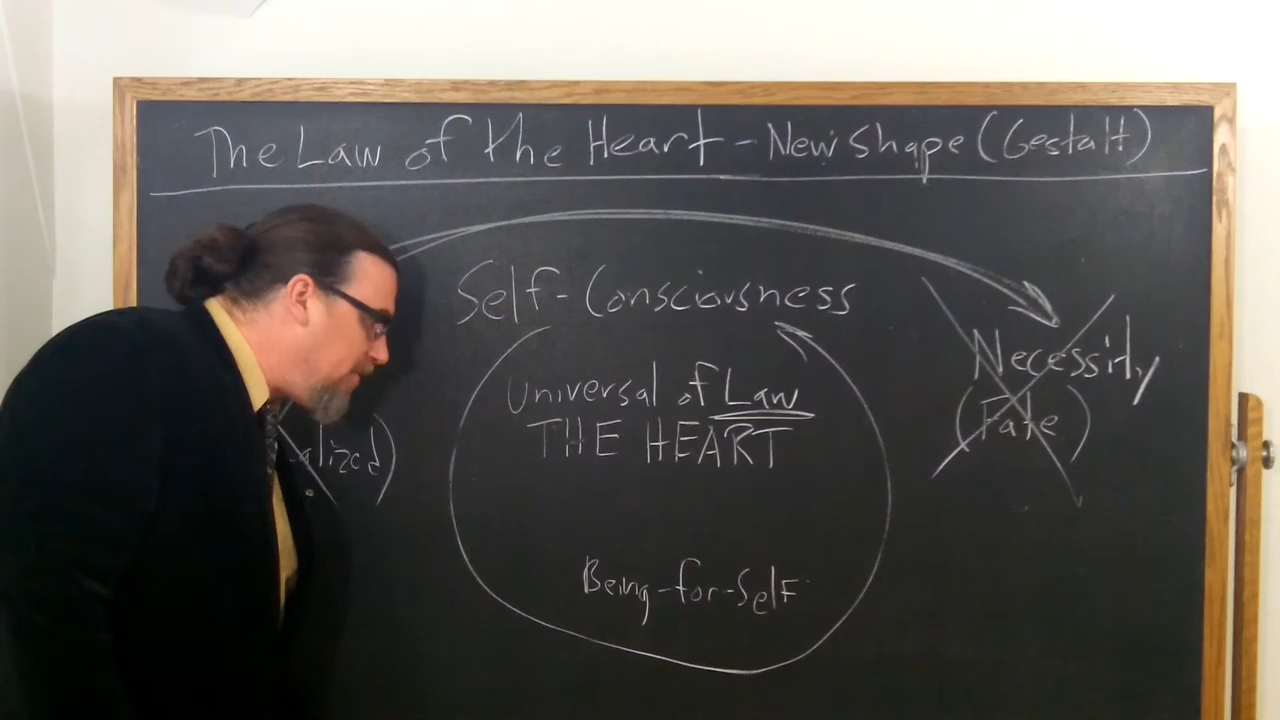 The Law of the Heart - New Shape (Gestalt)
Self-Consciousness
Necessity
(Fate)
Universal of Law
THE HEART
alized)
Being-for-Self